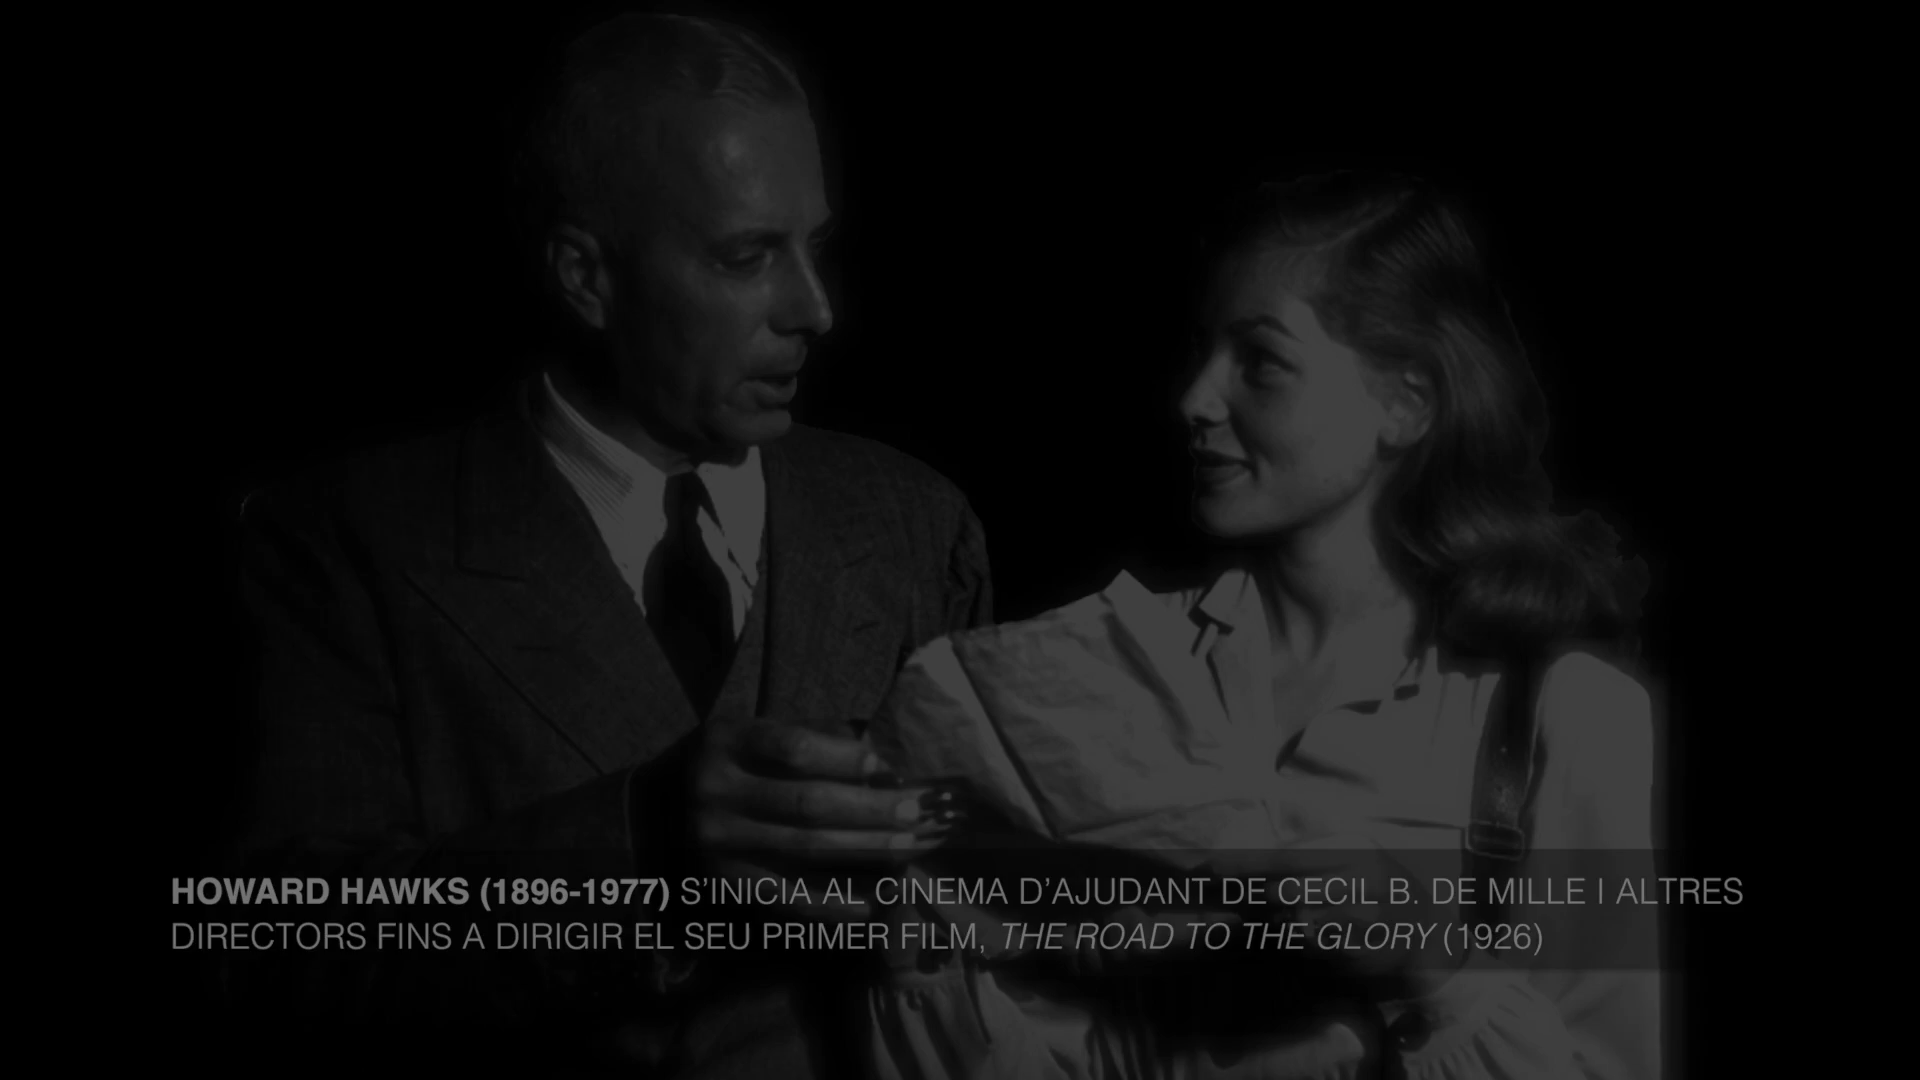 HOWARD HAWKS (1896-1977) S’INICIA AL CINEMA D’AJUDANT DE CECIL B. DE MILLE I ALTRES
DIRECTORS FINS A DIRIGIR EL SEU PRIMER FILM, THE ROAD TO THE GLORY (1926)